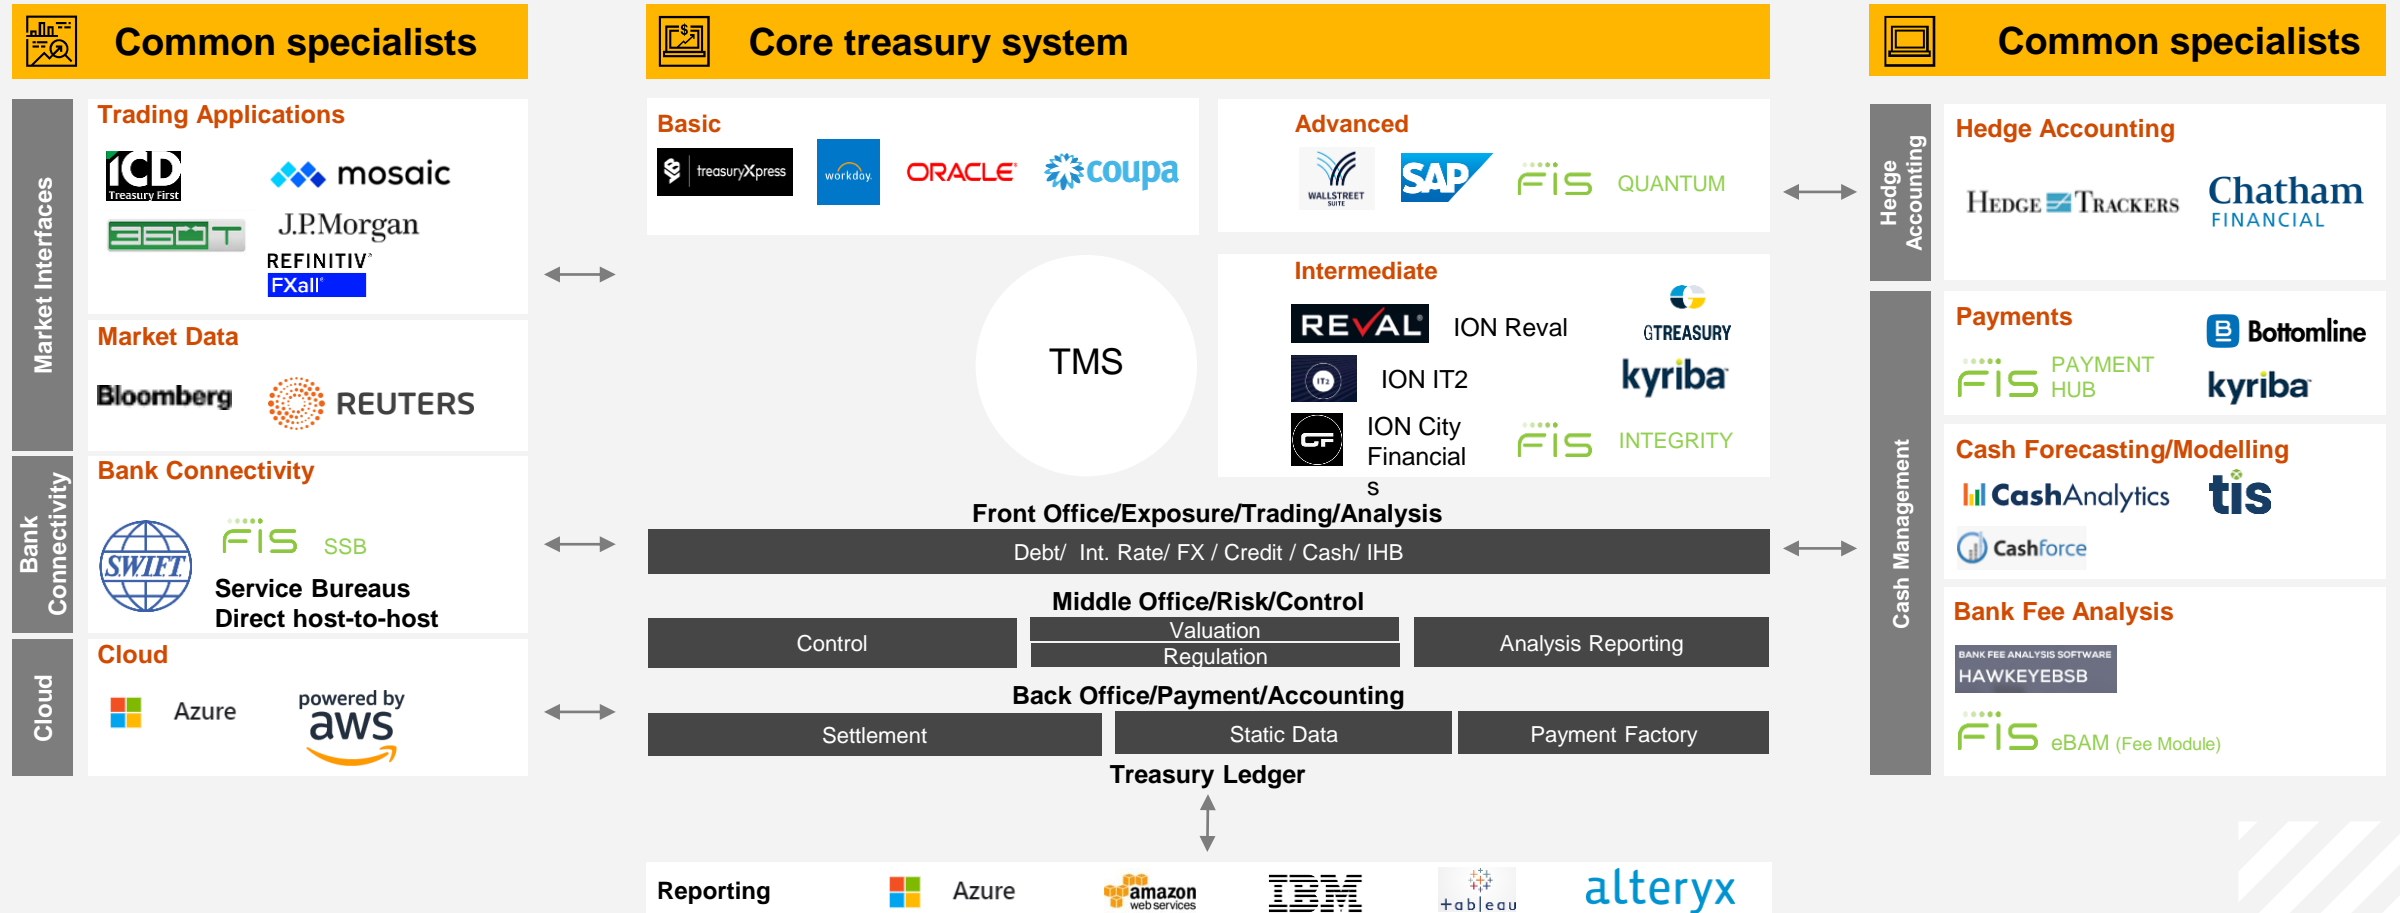 Common specialists
Market Interfaces
Trading Applications
iCD
Treasury First
mosaic
360T
J.P.Morgan
REFINITIV
FXall
Market Data
Bloomberg
REUTERS
Bank
Connectivity
Bank Connectivity
SWIFT
FIS SSB
Service Bureaus
Direct host-to-host
Cloud
Cloud
Azure
powered by
aws
Core treasury system
Basic
treasuryXpress
workday.
ORACLE
coupa
Advanced
WALLSTREET
SUITE
SAP
FIS QUANTUM
TMS
Intermediate
REVAL ION Reval
GTREASURY
IT2 ION IT2
kyriba
CF ION City
Financial
s
FIS INTEGRITY
Front Office/Exposure/Trading/Analysis
Debt/ Int. Rate/ FX / Credit / Cash/ IHB
Middle Office/Risk/Control
Control
Valuation
Regulation
Analysis Reporting
Back Office/Payment/Accounting
Settlement
Static Data
Payment Factory
Treasury Ledger
Reporting
Azure
amazon
web services
IBM
+ableau
alteryx
Common specialists
Hedge
Accounting
Hedge Accounting
HEDGE TRACKERS
Chatham
FINANCIAL
Cash Management
Payments
B Bottomline
FIS PAYMENT
HUB
kyriba
Cash Forecasting/Modelling
CashAnalytics
tis
Cashforce
Bank Fee Analysis
BANK FEE ANALYSIS SOFTWARE
HAWKEYEBSB
FIS eBAM (Fee Module)